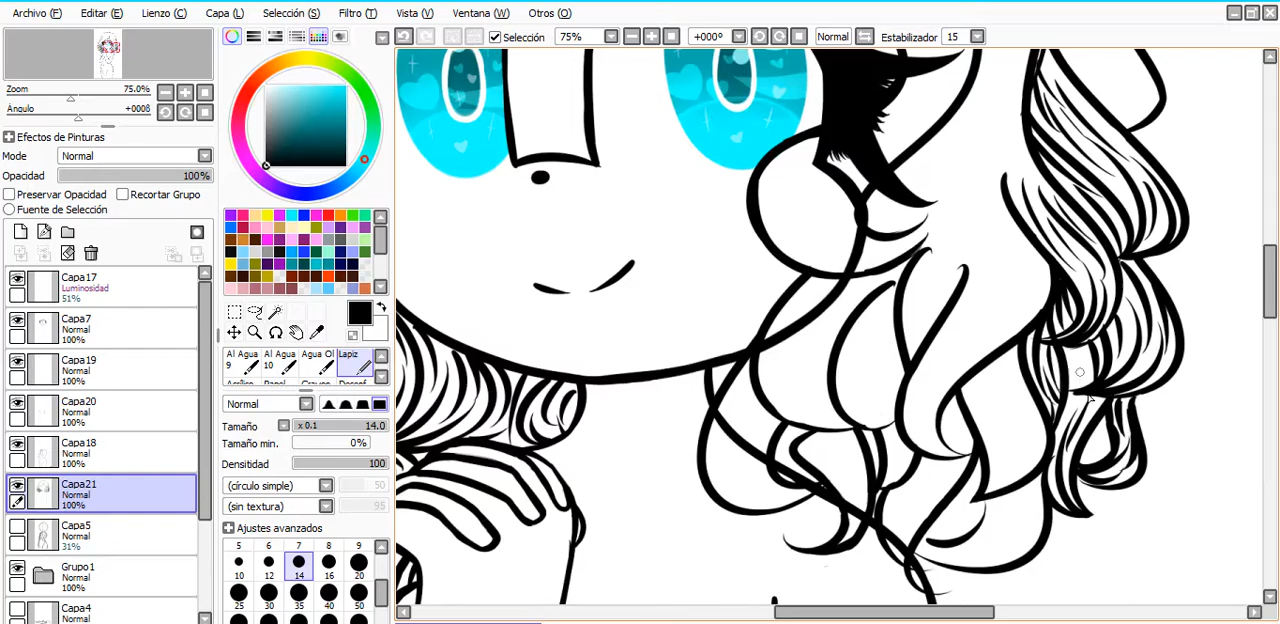 Archivo (F) Editar (E) Lienzo (C) Capa (L) Selección (S) Filtro (T) Vista (V) Ventana (W) Otros (O)
Selección 75% +000º Normal Estabilizador 15
Zoom 75.0%
Ángulo +000ß
Efectos de Pinturas
Mode Normal
Opacidad 100%
Preservar Opacidad Recortar Grupo
Fuente de Selección
Capa17
Luminosidad
51%
Capa7
Normal
100%
Capa19
Normal
100%
Capa20
Normal
100%
Capa18
Normal
100%
Capa21
Normal
100%
Capa5
Normal
31%
Grupo1
Normal
100%
Capa4
Normal
Al Agua 9 Al Agua 10 Agua Ol Lapiz
Normal
Tamaño x 0.1 14.0
Tamaño min. 0%
Densitidad 100
(círculo simple) 50
(sin textura) 95
Ajustes avanzados
5 6 7 8 9
10 12 14 16 20
25 30 35 40 50